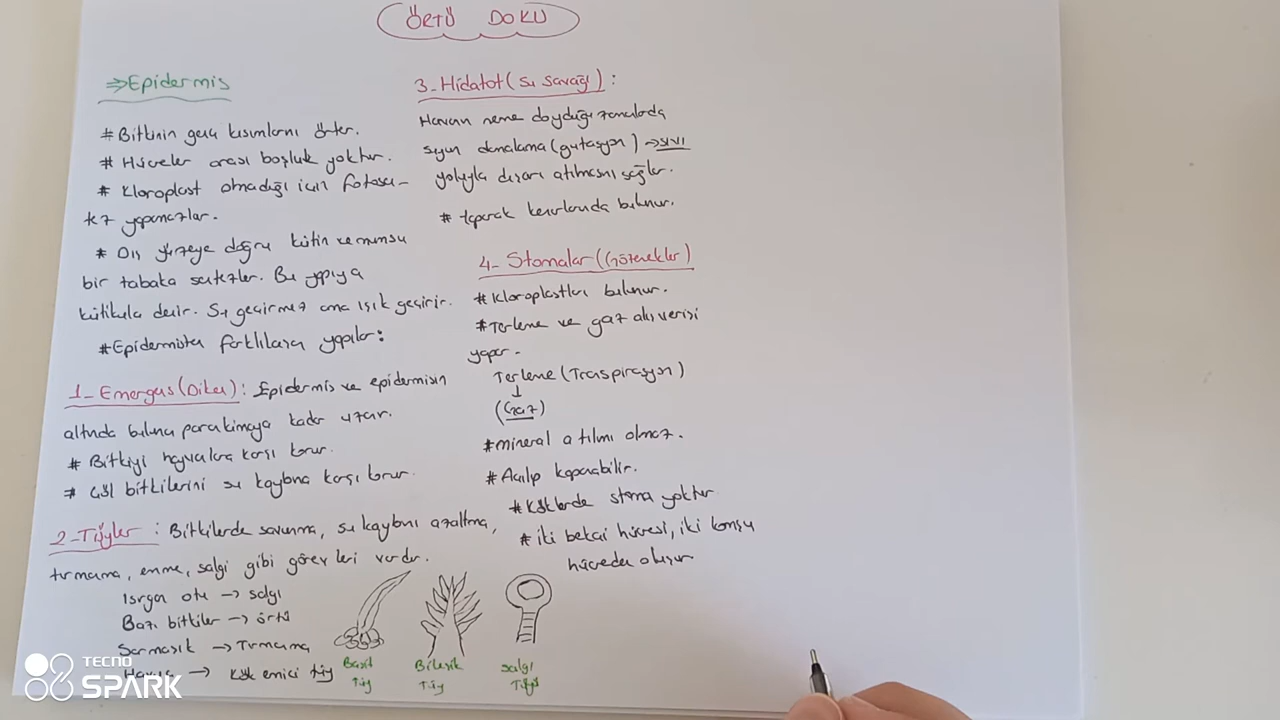 ÖRTÜ DOKU
⇒Epidermis
# Bitkinin genç kısımlarını örter.
# Hücreler arası boşluk yoktur.
# Kloroplast olmadığı için fotosen-
tez yapamazlar.
# Dış yüzeye doğru kütin ve mumsu
bir tabaka sentezler. Bu yapıya
kütikula denir. Su geçirmez ama ışık geçirir.
#Epidermisten farklılaşan yapılar:
1- Emergens(Diken): Epidermis ve epidermisin
altında bulunan parankimaya kadar uzanır.
# Bitkiyi hayvanlara karşı korur.
# Çöl bitkilerini su kaybına karşı korur.
2-Tüyler: Bitkilerde savunma, su kaybını azaltma,
tırmanma, emme, salgı gibi görevleri vardır.
Isırgan otu → salgı
Bazı bitkiler → örtü
Sarmaşık → Tırmanma
→ Kök emici tüy
Basit Tüy
Bileşik Tüy
Salgı Tüyü
3-Hidatot(Su Savağı):
Havanın neme doyduğu zamanlarda
suyun damlalama(gutasyon) →sıvı
yoluyla dışarı atılmasını sağlar.
# Yaprak kenarlarında bulunur.
4- Stomalar(Gözenekler)
#Kloroplastları bulunur.
#Terleme ve gaz alışverişi
yapar.
Terleme(Traspirasyon)
↓
(Gaz)
#mineral atılımı olmaz.
# Açılıp kapanabilir.
#Köklerde stoma yoktur
# İki bekçi hücresi, iki komşu
hücreden oluşur.
TECNO
SPARK